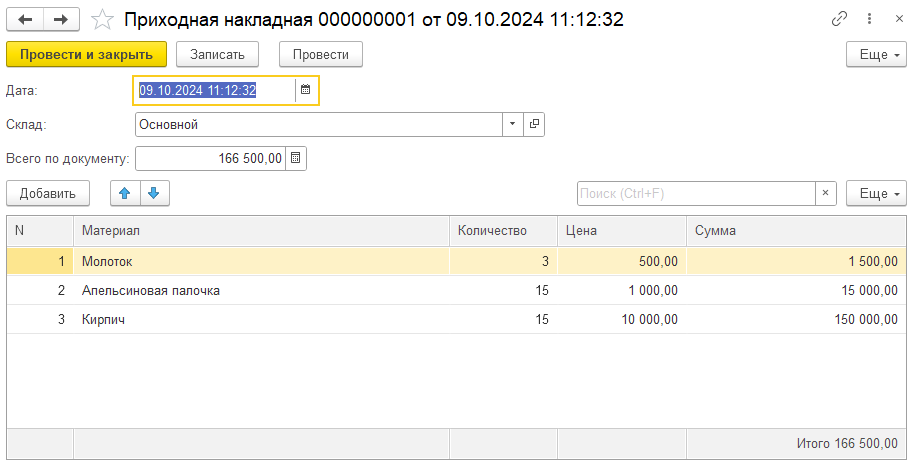 Приходная накладная 000000001 от 09.10.2024 11:12:32
Провести и закрыть Записать Провести Еще
Дата: 09.10.2024 11:12:32
Склад: Основной
Всего по документу: 166 500,00
Добавить Поиск (Ctrl+F) × Еще
N Материал Количество Цена Сумма
1 Молоток 3 500,00 1 500,00
2 Апельсиновая палочка 15 1 000,00 15 000,00
3 Кирпич 15 10 000,00 150 000,00
Итого 166 500,00